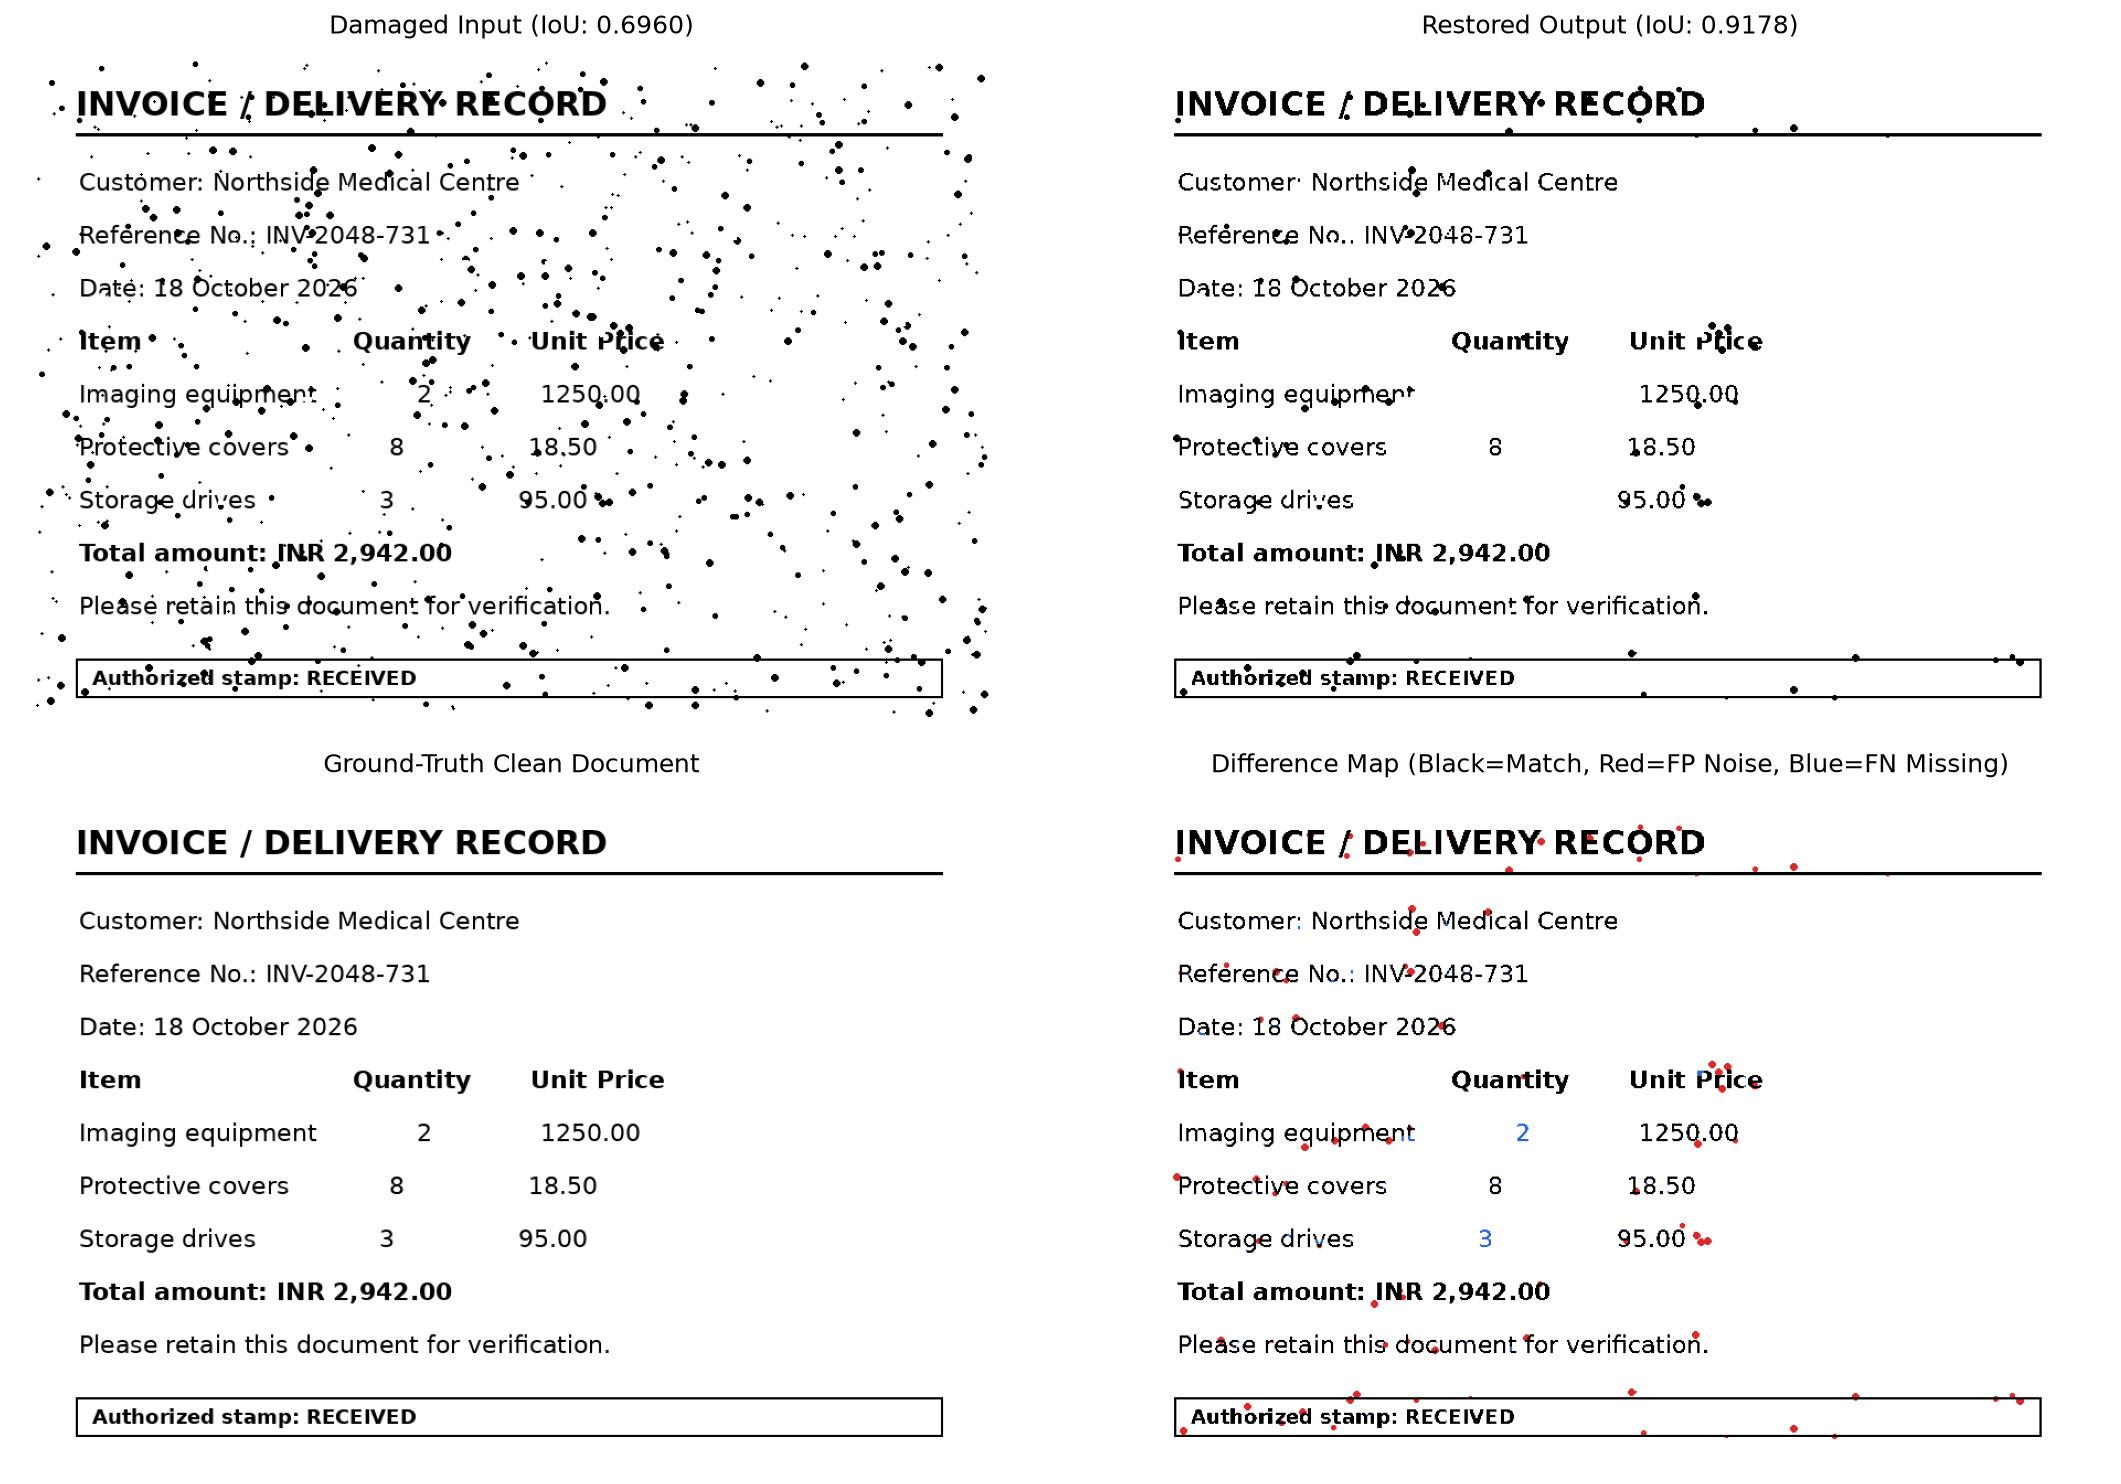 Damaged Input (IoU: 0.6960)
INVOICE / DELIVERY RECORD
Customer: Northside Medical Centre
Reference No.: INV-2048-731
Date: 18 October 2026
Item Quantity Unit Price
Imaging equipment 2 1250.00
Protective covers 8 18.50
Storage drives 3 95.00
Total amount: INR 2,942.00
Please retain this document for verification.
Authorized stamp: RECEIVED
Restored Output (IoU: 0.9178)
INVOICE / DELIVERY RECORD
Customer· Northside Medical Centre
Reference No.. INV-2048-731
Date: 18 October 2026
Item Quantity Unit Price
Imaging equipment 1250.00
Protective covers 8 18.50
Storage drives 95.00
Total amount: INR 2,942.00
Please retain this document for verification.
Authorized stamp: RECEIVED
Ground-Truth Clean Document
INVOICE / DELIVERY RECORD
Customer: Northside Medical Centre
Reference No.: INV-2048-731
Date: 18 October 2026
Item Quantity Unit Price
Imaging equipment 2 1250.00
Protective covers 8 18.50
Storage drives 3 95.00
Total amount: INR 2,942.00
Please retain this document for verification.
Authorized stamp: RECEIVED
Difference Map (Black=Match, Red=FP Noise, Blue=FN Missing)
INVOICE / DELIVERY RECORD
Customer: Northside Medical Centre
Reference No.: INV-2048-731
Date: 18 October 2026
Item Quantity Unit Price
Imaging equipment 2 1250.00
Protective covers 8 18.50
Storage drives 3 95.00
Total amount: INR 2,942.00
Please retain this document for verification.
Authorized stamp: RECEIVED